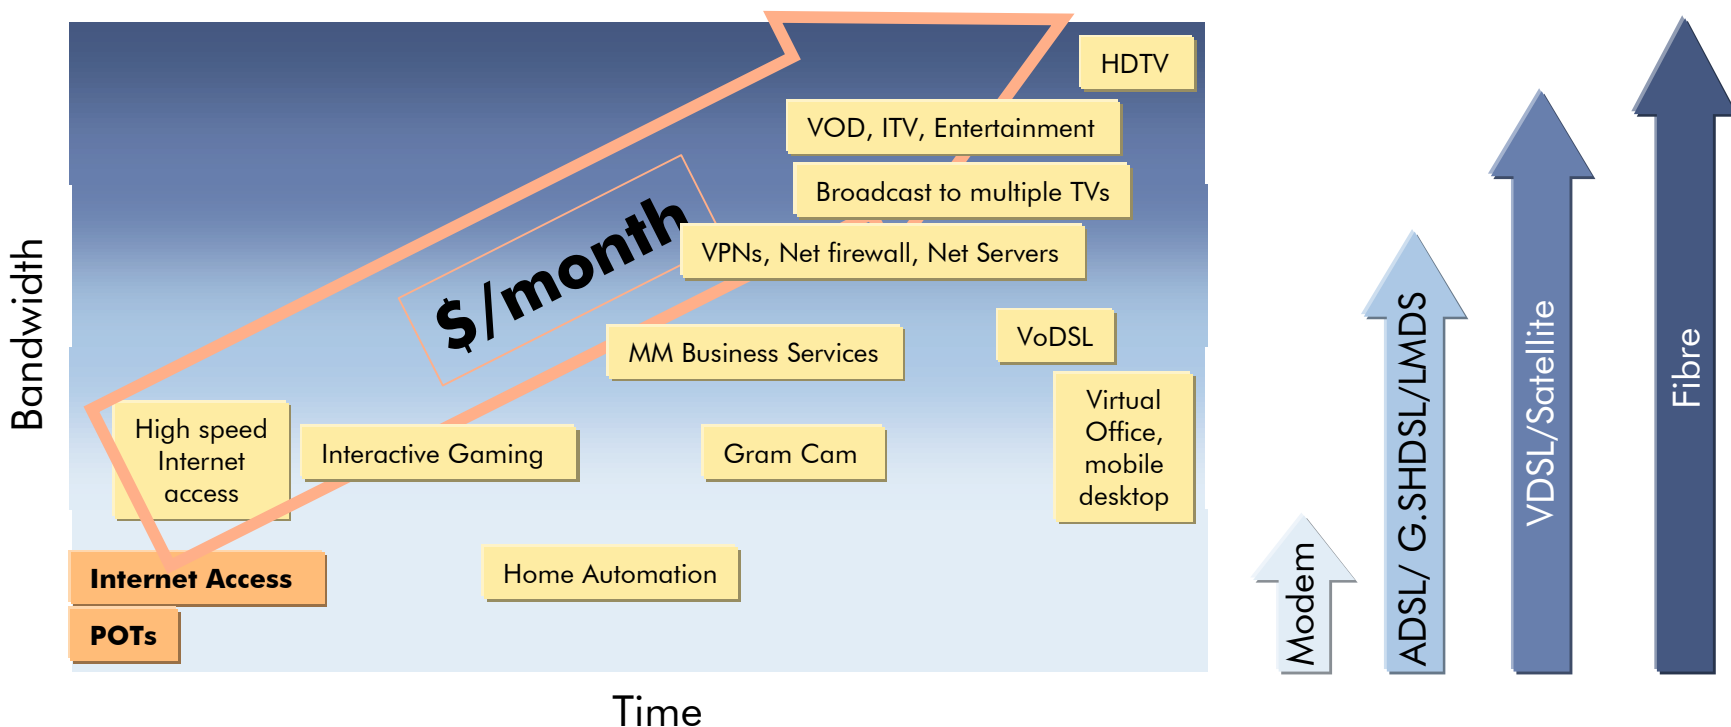 HDTV
VOD, ITV, Entertainment
Broadcast to multiple TVs
$/month
VPNs, Net firewall, Net Servers
MM Business Services
VoDSL
High speed
Internet
access
Interactive Gaming
Gram Cam
Virtual
Office,
mobile
desktop
Internet Access
Home Automation
POTs
Bandwidth
Time
Modem
ADSL/ G.SHDSL/LMDS
VDSL/Satellite
Fibre